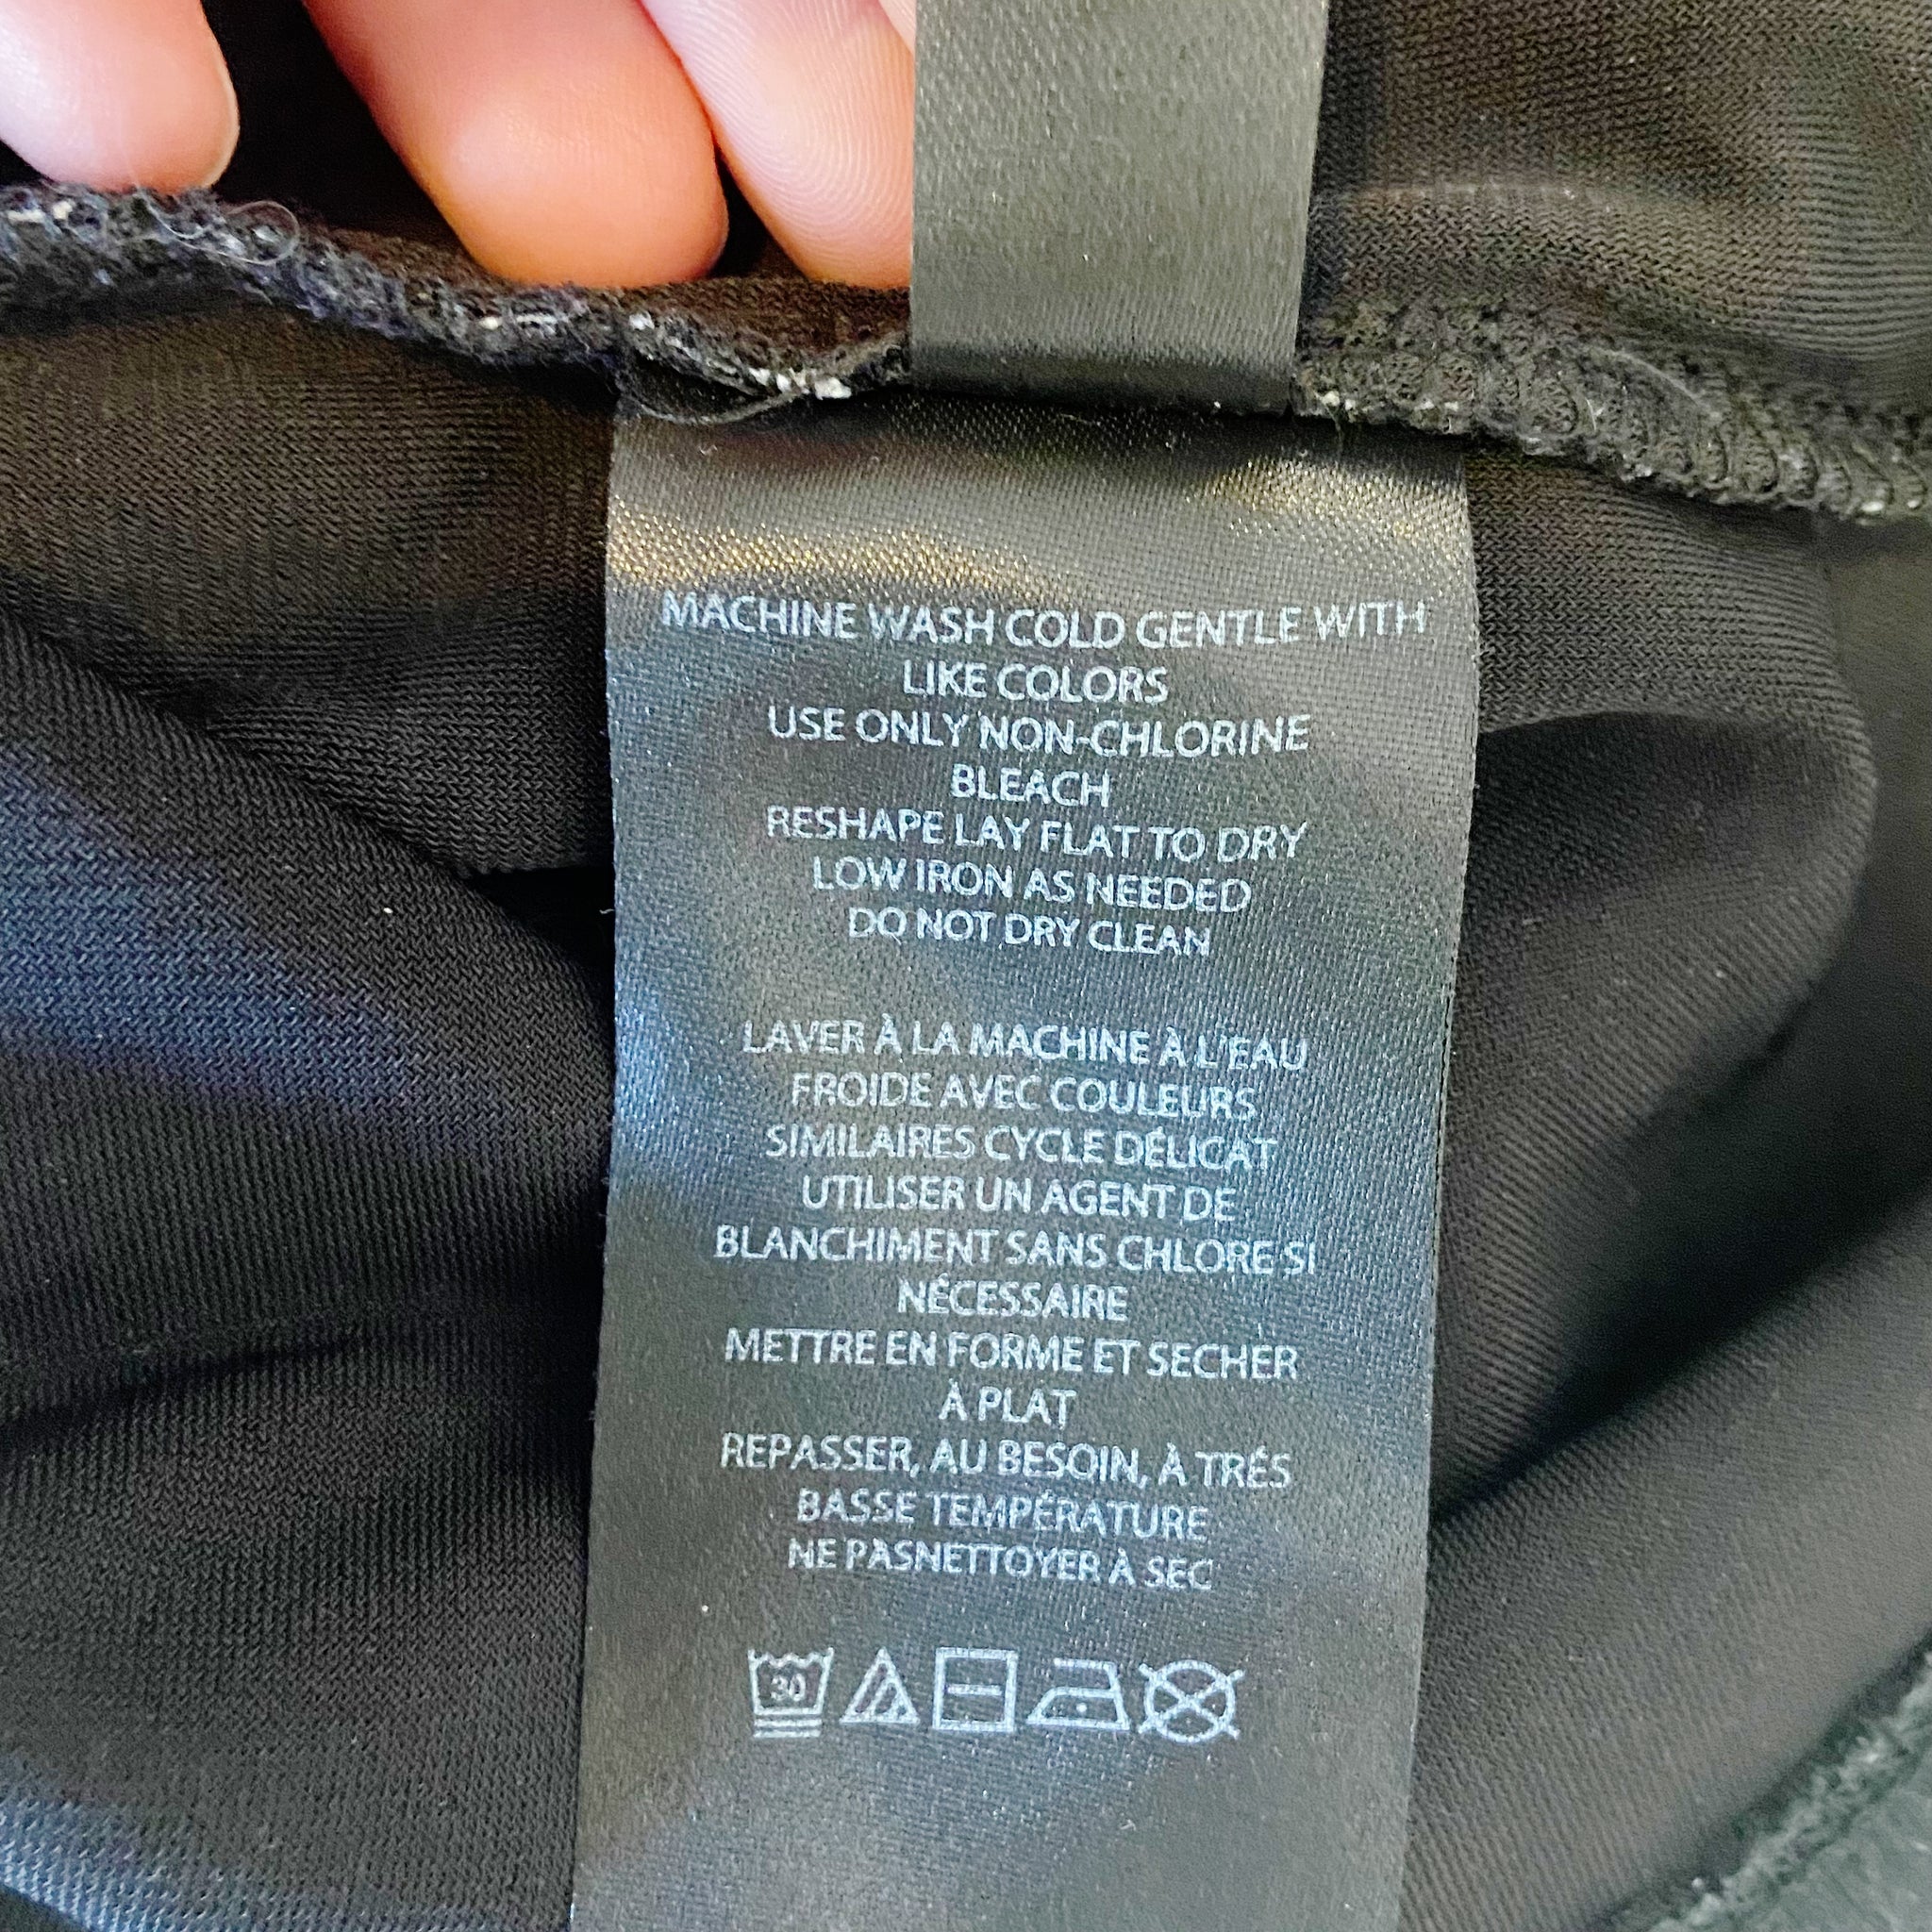 MACHINE WASH COLD GENTLE WITH
LIKE COLORS
USE ONLY NON-CHLORINE
BLEACH
RESHAPE LAY FLAT TO DRY
LOW IRON AS NEEDED
DO NOT DRY CLEAN
LAVER À LA MACHINE À L'EAU
FROIDE AVEC COULEURS
SIMILAIRES CYCLE DÉLICAT
UTILISER UN AGENT DE
BLANCHIMENT SANS CHLORE SI
NÉCESSAIRE
METTRE EN FORME ET SECHER
À PLAT
REPASSER, AU BESOIN, À TRÉS
BASSE TEMPÉRATURE
NE PASNETTOYER À SEC
30